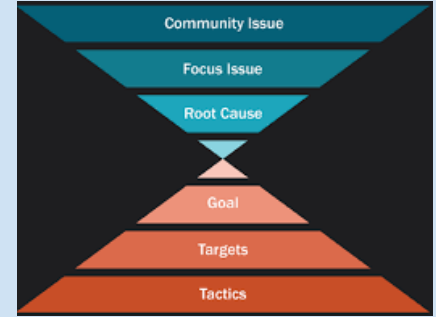 Community Issue
Focus Issue
Root Cause
Goal
Targets
Tactics